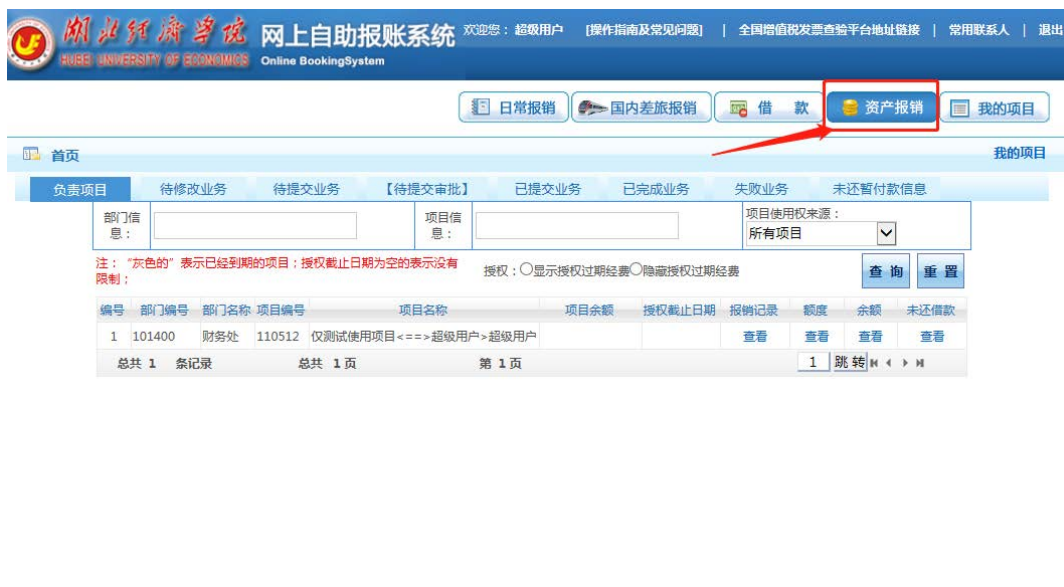 湖北经济学院 网上自助报账系统 欢迎您：超级用户 [操作指南及常见问题] | 全国增值税发票查验平台地址链接 | 常用联系人 | 退出
HUBEI UNIVERSITY OF ECONOMICS Online BookingSystem
日常报销 国内差旅报销 借 款 资产报销 我的项目
首页 我的项目
负责项目 待修改业务 待提交业务 【待提交审批】 已提交业务 已完成业务 失败业务 未还暂付款信息
部门信息： 项目信息： 项目使用权来源：
所有项目
注：“灰色的”表示已经到期的项目；授权截止日期为空的表示没有
限制； 授权：○显示授权过期经费○隐藏授权过期经费 查 询 重 置
编号 部门编号 部门名称 项目编号 项目名称 项目余额 授权截止日期 报销记录 额度 余额 未还借款
1 101400 财务处 110512 仅测试使用项目<==>超级用户>超级用户 查看 查看 查看 查看
总共 1 条记录 总共 1 页 第 1 页 1 跳 转